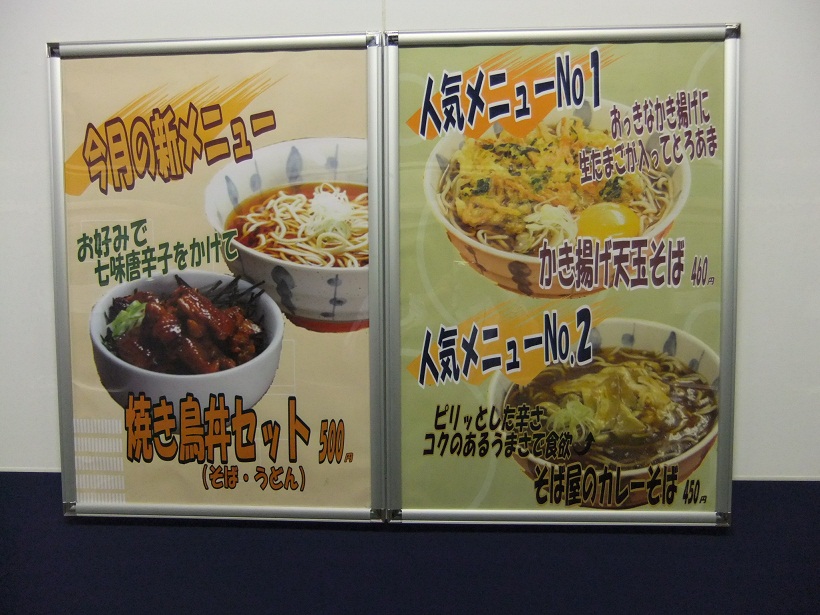 今月の新メニュー
お好みで
七味唐辛子をかけて
焼き鳥丼セット 500円
(そば・うどん)
人気メニューNo1
おっきなかき揚げに
生たまごが入ってとろあま
かき揚げ天玉そば 460円
人気メニューNo.2
ピリッとした辛さ
コクのあるうまさで食欲⤴
そば屋のカレーそば 450円